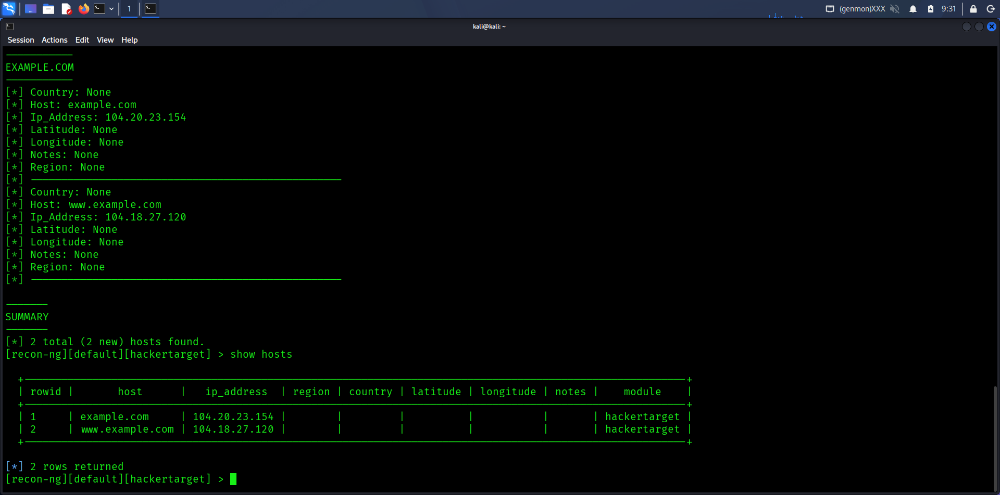 1
(genmon)XXX
9:31
kali@kali: ~
Session Actions Edit View Help
EXAMPLE.COM
[*] Country: None
[*] Host: example.com
[*] Ip_Address: 104.20.23.154
[*] Latitude: None
[*] Longitude: None
[*] Notes: None
[*] Region: None
[*] --------------------------------------------------
[*] Country: None
[*] Host: www.example.com
[*] Ip_Address: 104.18.27.120
[*] Latitude: None
[*] Longitude: None
[*] Notes: None
[*] Region: None
[*] --------------------------------------------------
-------
SUMMARY
-------
[*] 2 total (2 new) hosts found.
[recon-ng][default][hackertarget] > show hosts
| rowid | host | ip_address | region | country | latitude | longitude | notes | module |
| 1 | example.com | 104.20.23.154 | | | | | | hackertarget |
| 2 | www.example.com | 104.18.27.120 | | | | | | hackertarget |
[*] 2 rows returned
[recon-ng][default][hackertarget] >